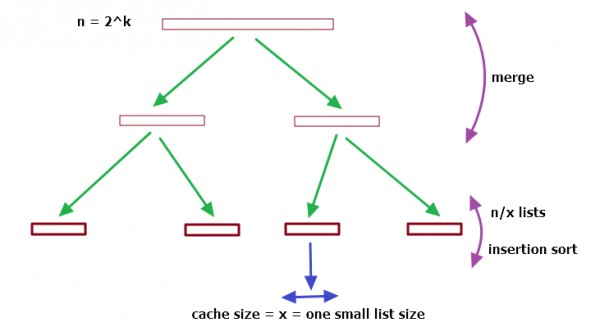 n = 2^k
merge
n/x lists
insertion sort
cache size = x = one small list size